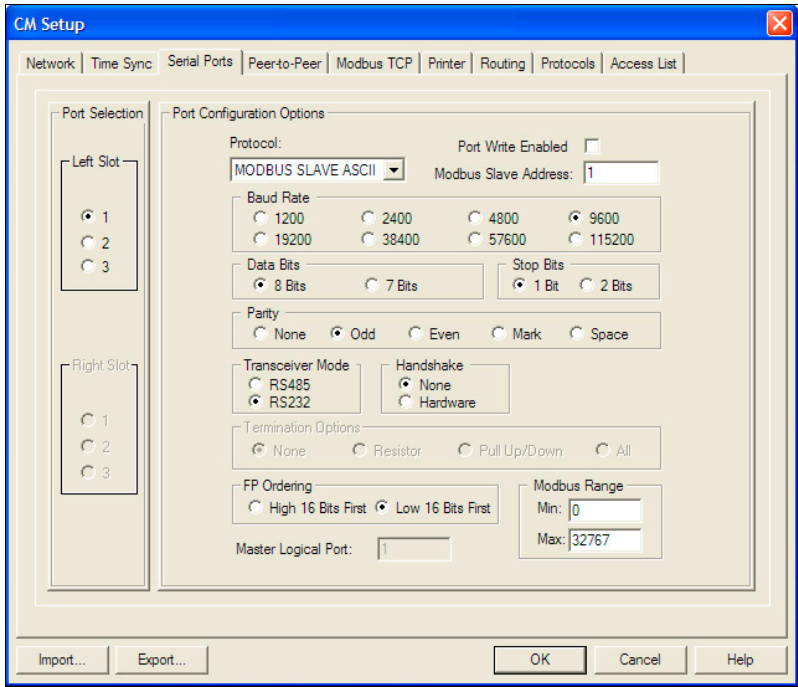 CM Setup
Network Time Sync Serial Ports Peer-to-Peer Modbus TCP Printer Routing Protocols Access List
Port Selection
Left Slot
1
2
3
Right Slot
1
2
3
Port Configuration Options
Protocol:
MODBUS SLAVE ASCII
Port Write Enabled
Modbus Slave Address: 1
Baud Rate
1200 2400 4800 9600
19200 38400 57600 115200
Data Bits
8 Bits 7 Bits
Stop Bits
1 Bit 2 Bits
Parity
None Odd Even Mark Space
Transceiver Mode
RS485
RS232
Handshake
None
Hardware
Termination Options
None Resistor Pull Up/Down All
FP Ordering
High 16 Bits First Low 16 Bits First
Modbus Range
Min: 0
Max: 32767
Master Logical Port: 1
Import... Export... OK Cancel Help